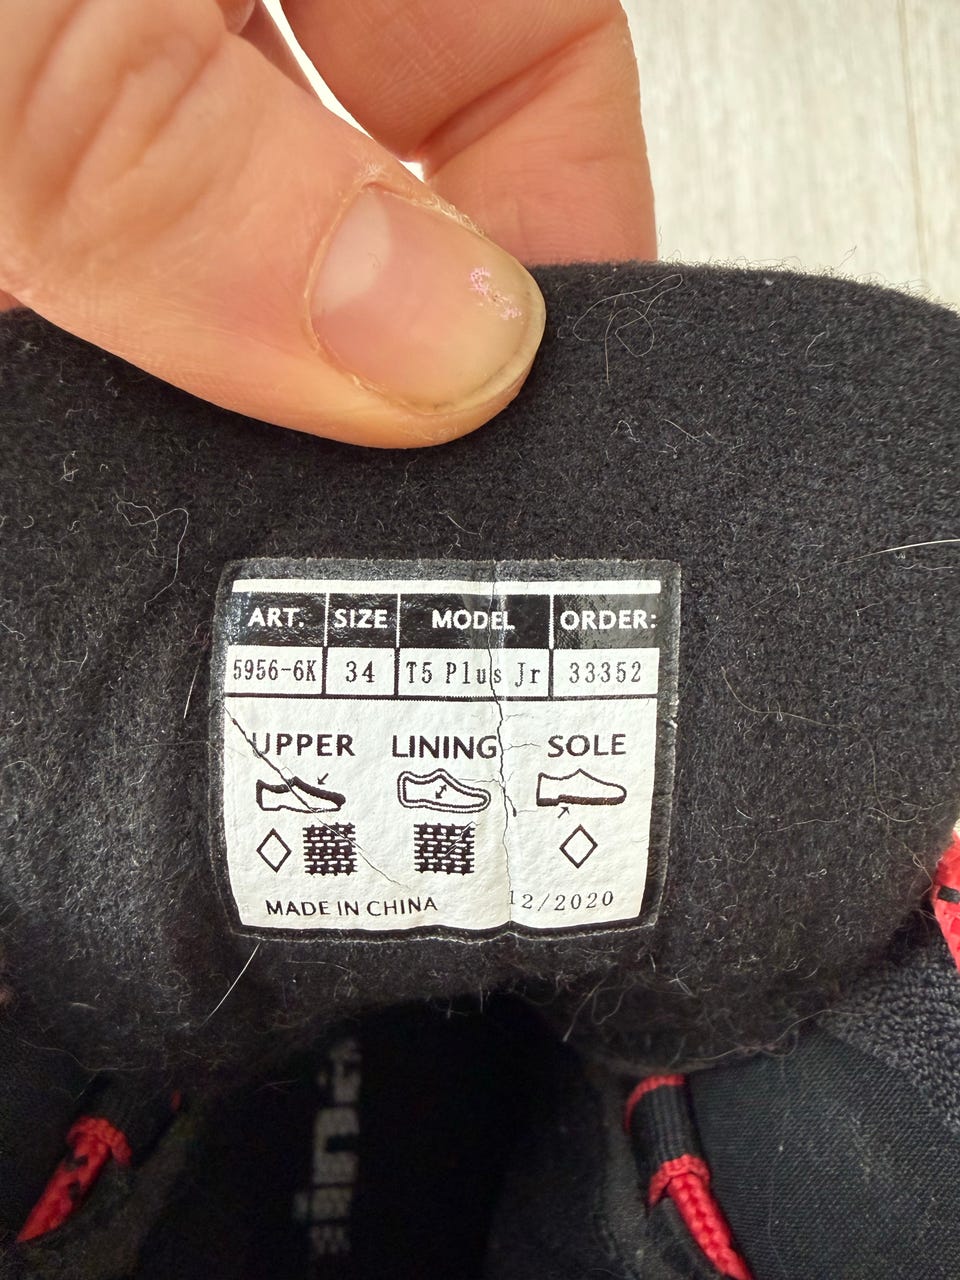 ART. SIZE MODEL ORDER:
5956-6K 34 T5 Plus Jr 33352
UPPER LINING SOLE
MADE IN CHINA 12/2020